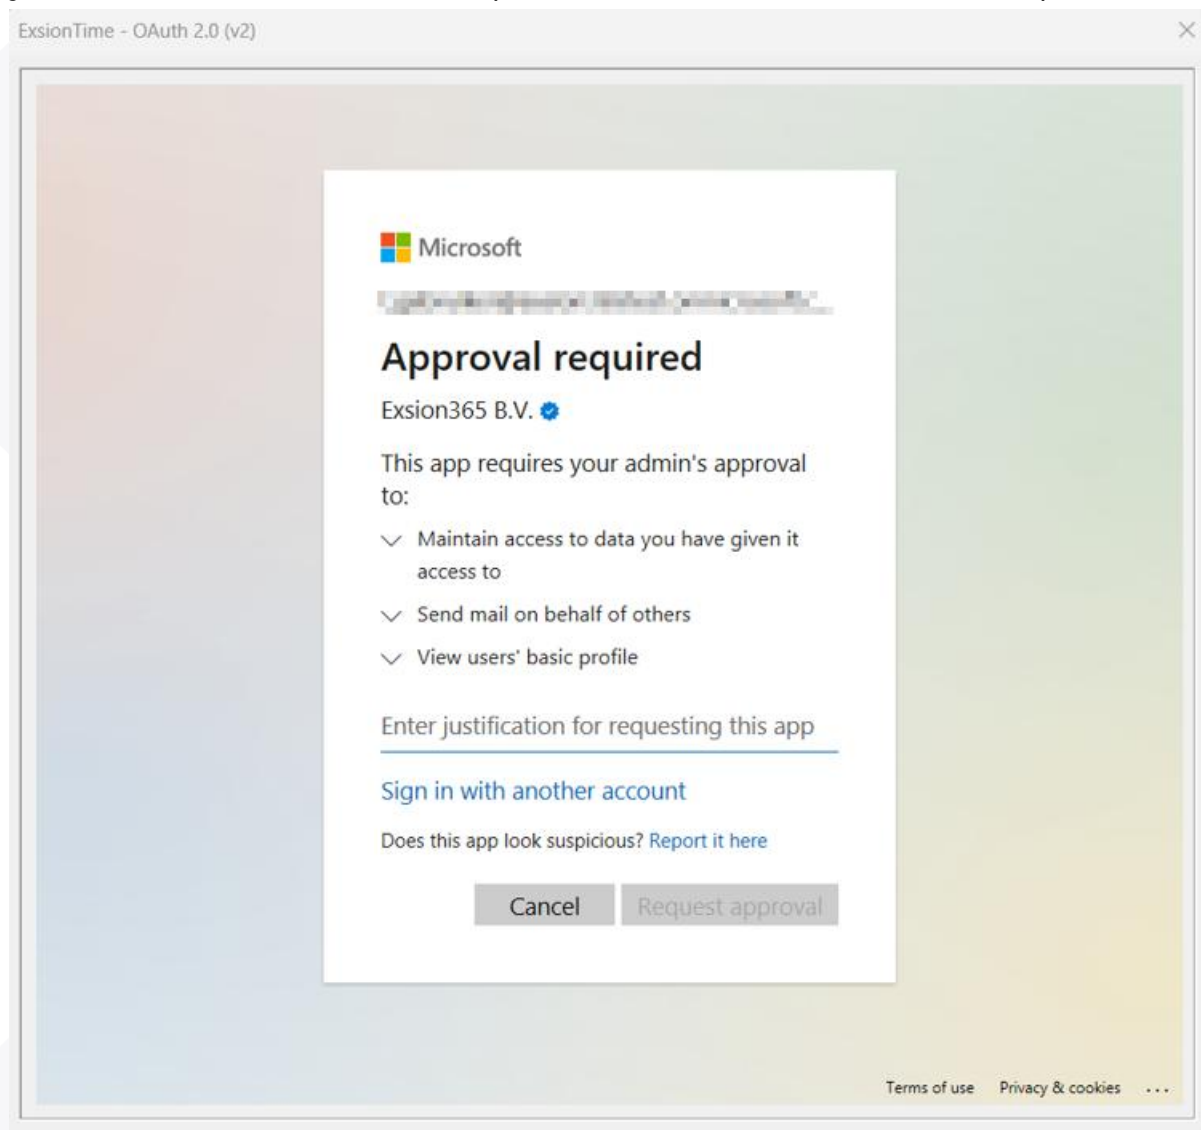 ExsionTime - OAuth 2.0 (v2)
Microsoft
Approval required
Exsion365 B.V.
This app requires your admin's approval
to:
Maintain access to data you have given it
access to
Send mail on behalf of others
View users' basic profile
Enter justification for requesting this app
Sign in with another account
Does this app look suspicious? Report it here
Cancel Request approval
Terms of use Privacy & cookies ...